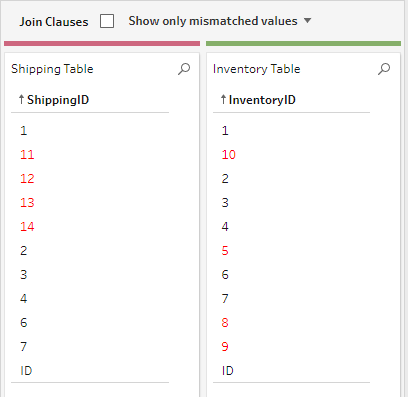 Join Clauses Show only mismatched values
Shipping Table
ShippingID
1
11
12
13
14
2
3
4
6
7
ID
Inventory Table
InventoryID
1
10
2
3
4
5
6
7
8
9
ID